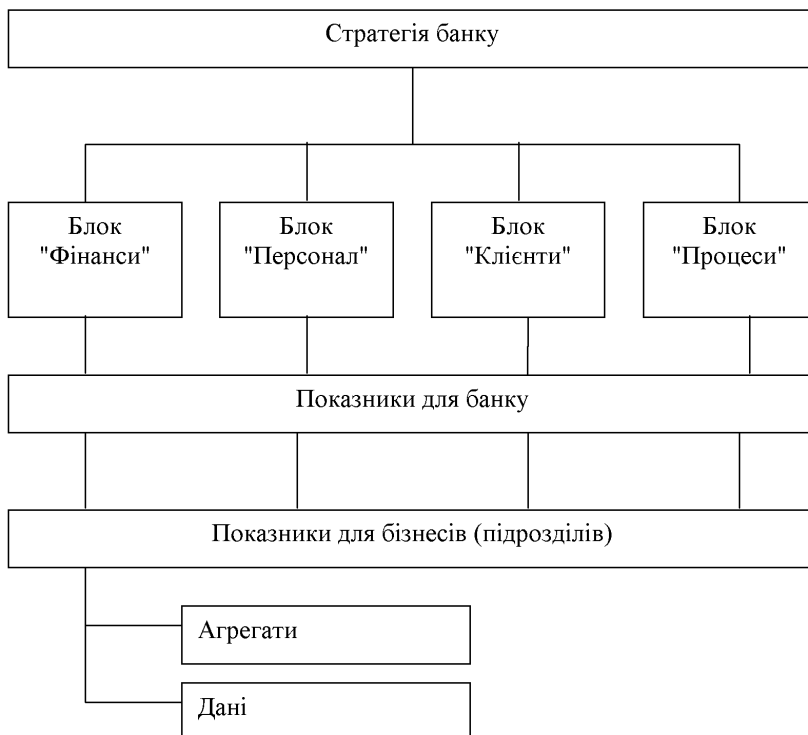 Стратегія банку
Блок
"Фінанси"
Блок
"Персонал"
Блок
"Клієнти"
Блок
"Процеси"
Показники для банку
Показники для бізнесів (підрозділів)
Агрегати
Дані